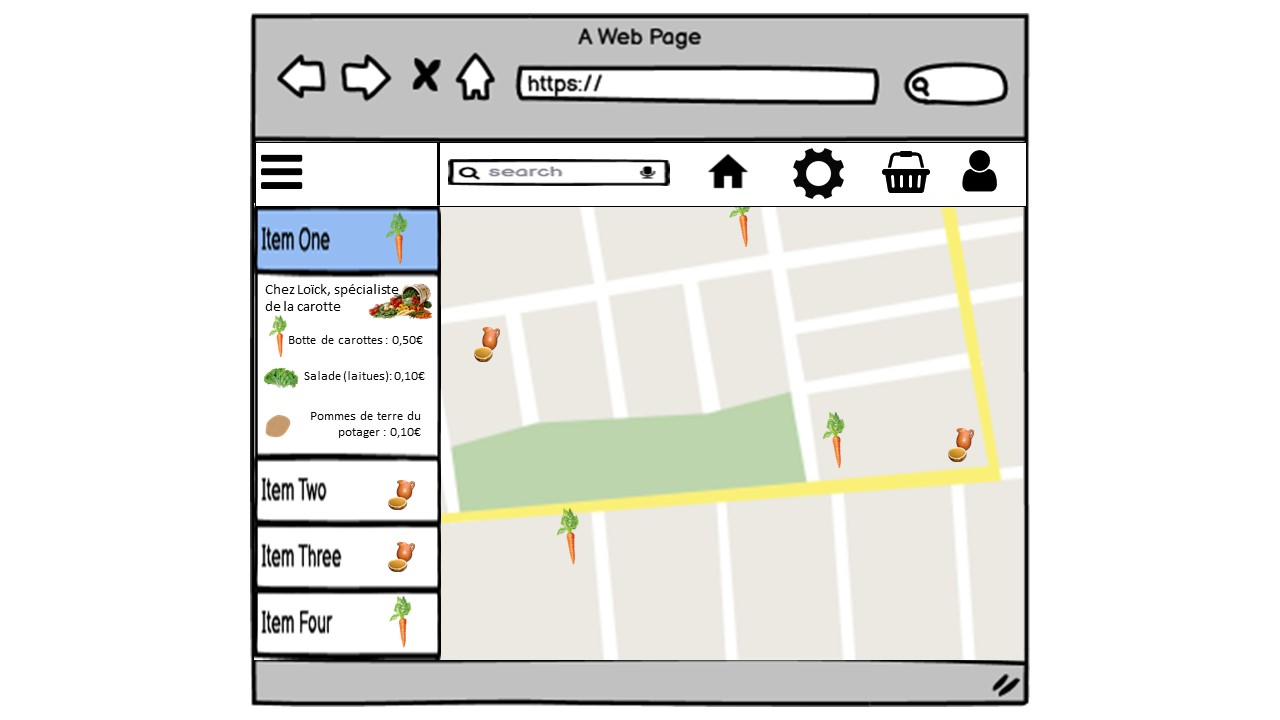 A Web Page
https://
search
Item One
Chez Loïck, spécialiste
de la carotte
Botte de carottes : 0,50€
Salade (laitues): 0,10€
Pommes de terre du
potager : 0,10€
Item Two
Item Three
Item Four